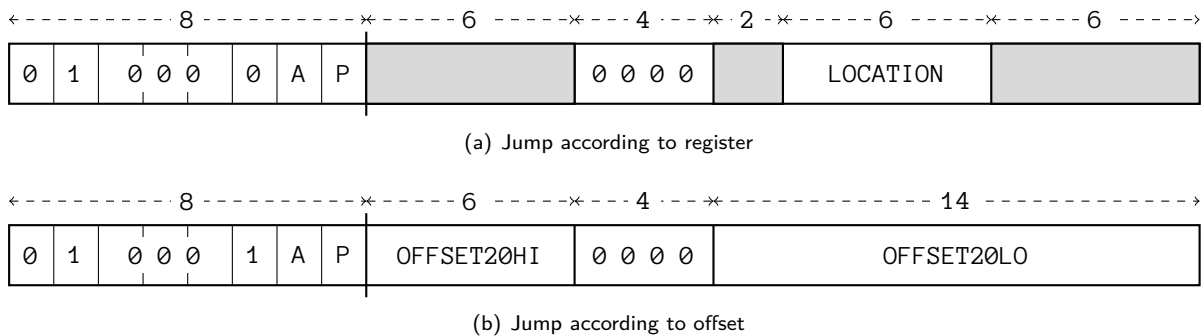 8 6 4 2 6 6
0 1 0 0 0 0 A P 0 0 0 0 LOCATION
(a) Jump according to register
8 6 4 14
0 1 0 0 0 1 A P OFFSET20HI 0 0 0 0 OFFSET20LO
(b) Jump according to offset